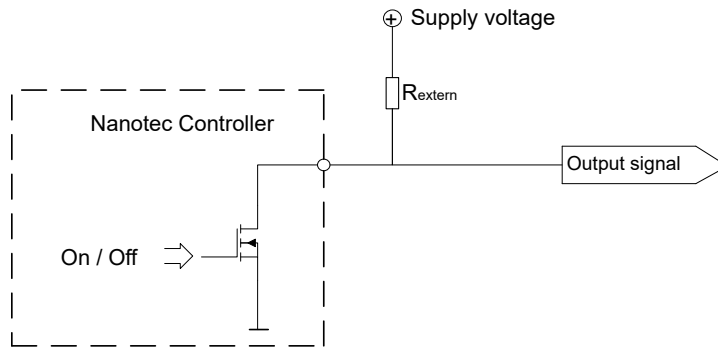 Supply voltage
Rextern
Nanotec Controller
Output signal
On / Off